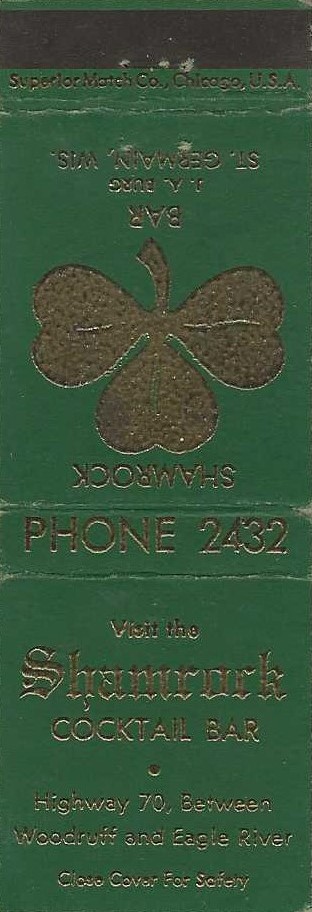 Superior Match Co., Chicago, U.S.A.
SHAMROCK
BAR
J. A. BURG
ST. GERMAIN, WIS.
PHONE 2432
Visit the
Shamrock
COCKTAIL BAR
•
Highway 70, Between
Woodruff and Eagle River
Close Cover For Safety